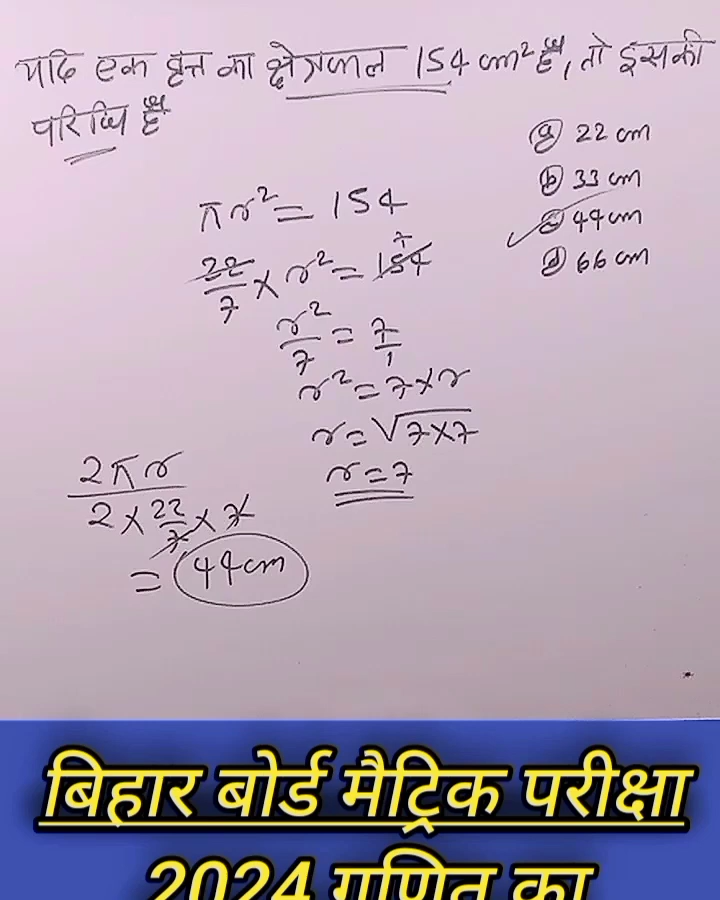 यदि एक वृत्त का क्षेत्रफल 154 cm² है, तो इसकी
परिधि है
(a) 22 cm
(b) 33 cm
(c) 44 cm
(d) 66 cm
πr² = 154
22/7 × r² = 154 7
r²/7 = 7/1
r² = 7×r
r = √7×7
r = 7
2πr
2 × 22/7 × 7
= 44 cm
बिहार बोर्ड मैट्रिक परीक्षा
2024 गणित का